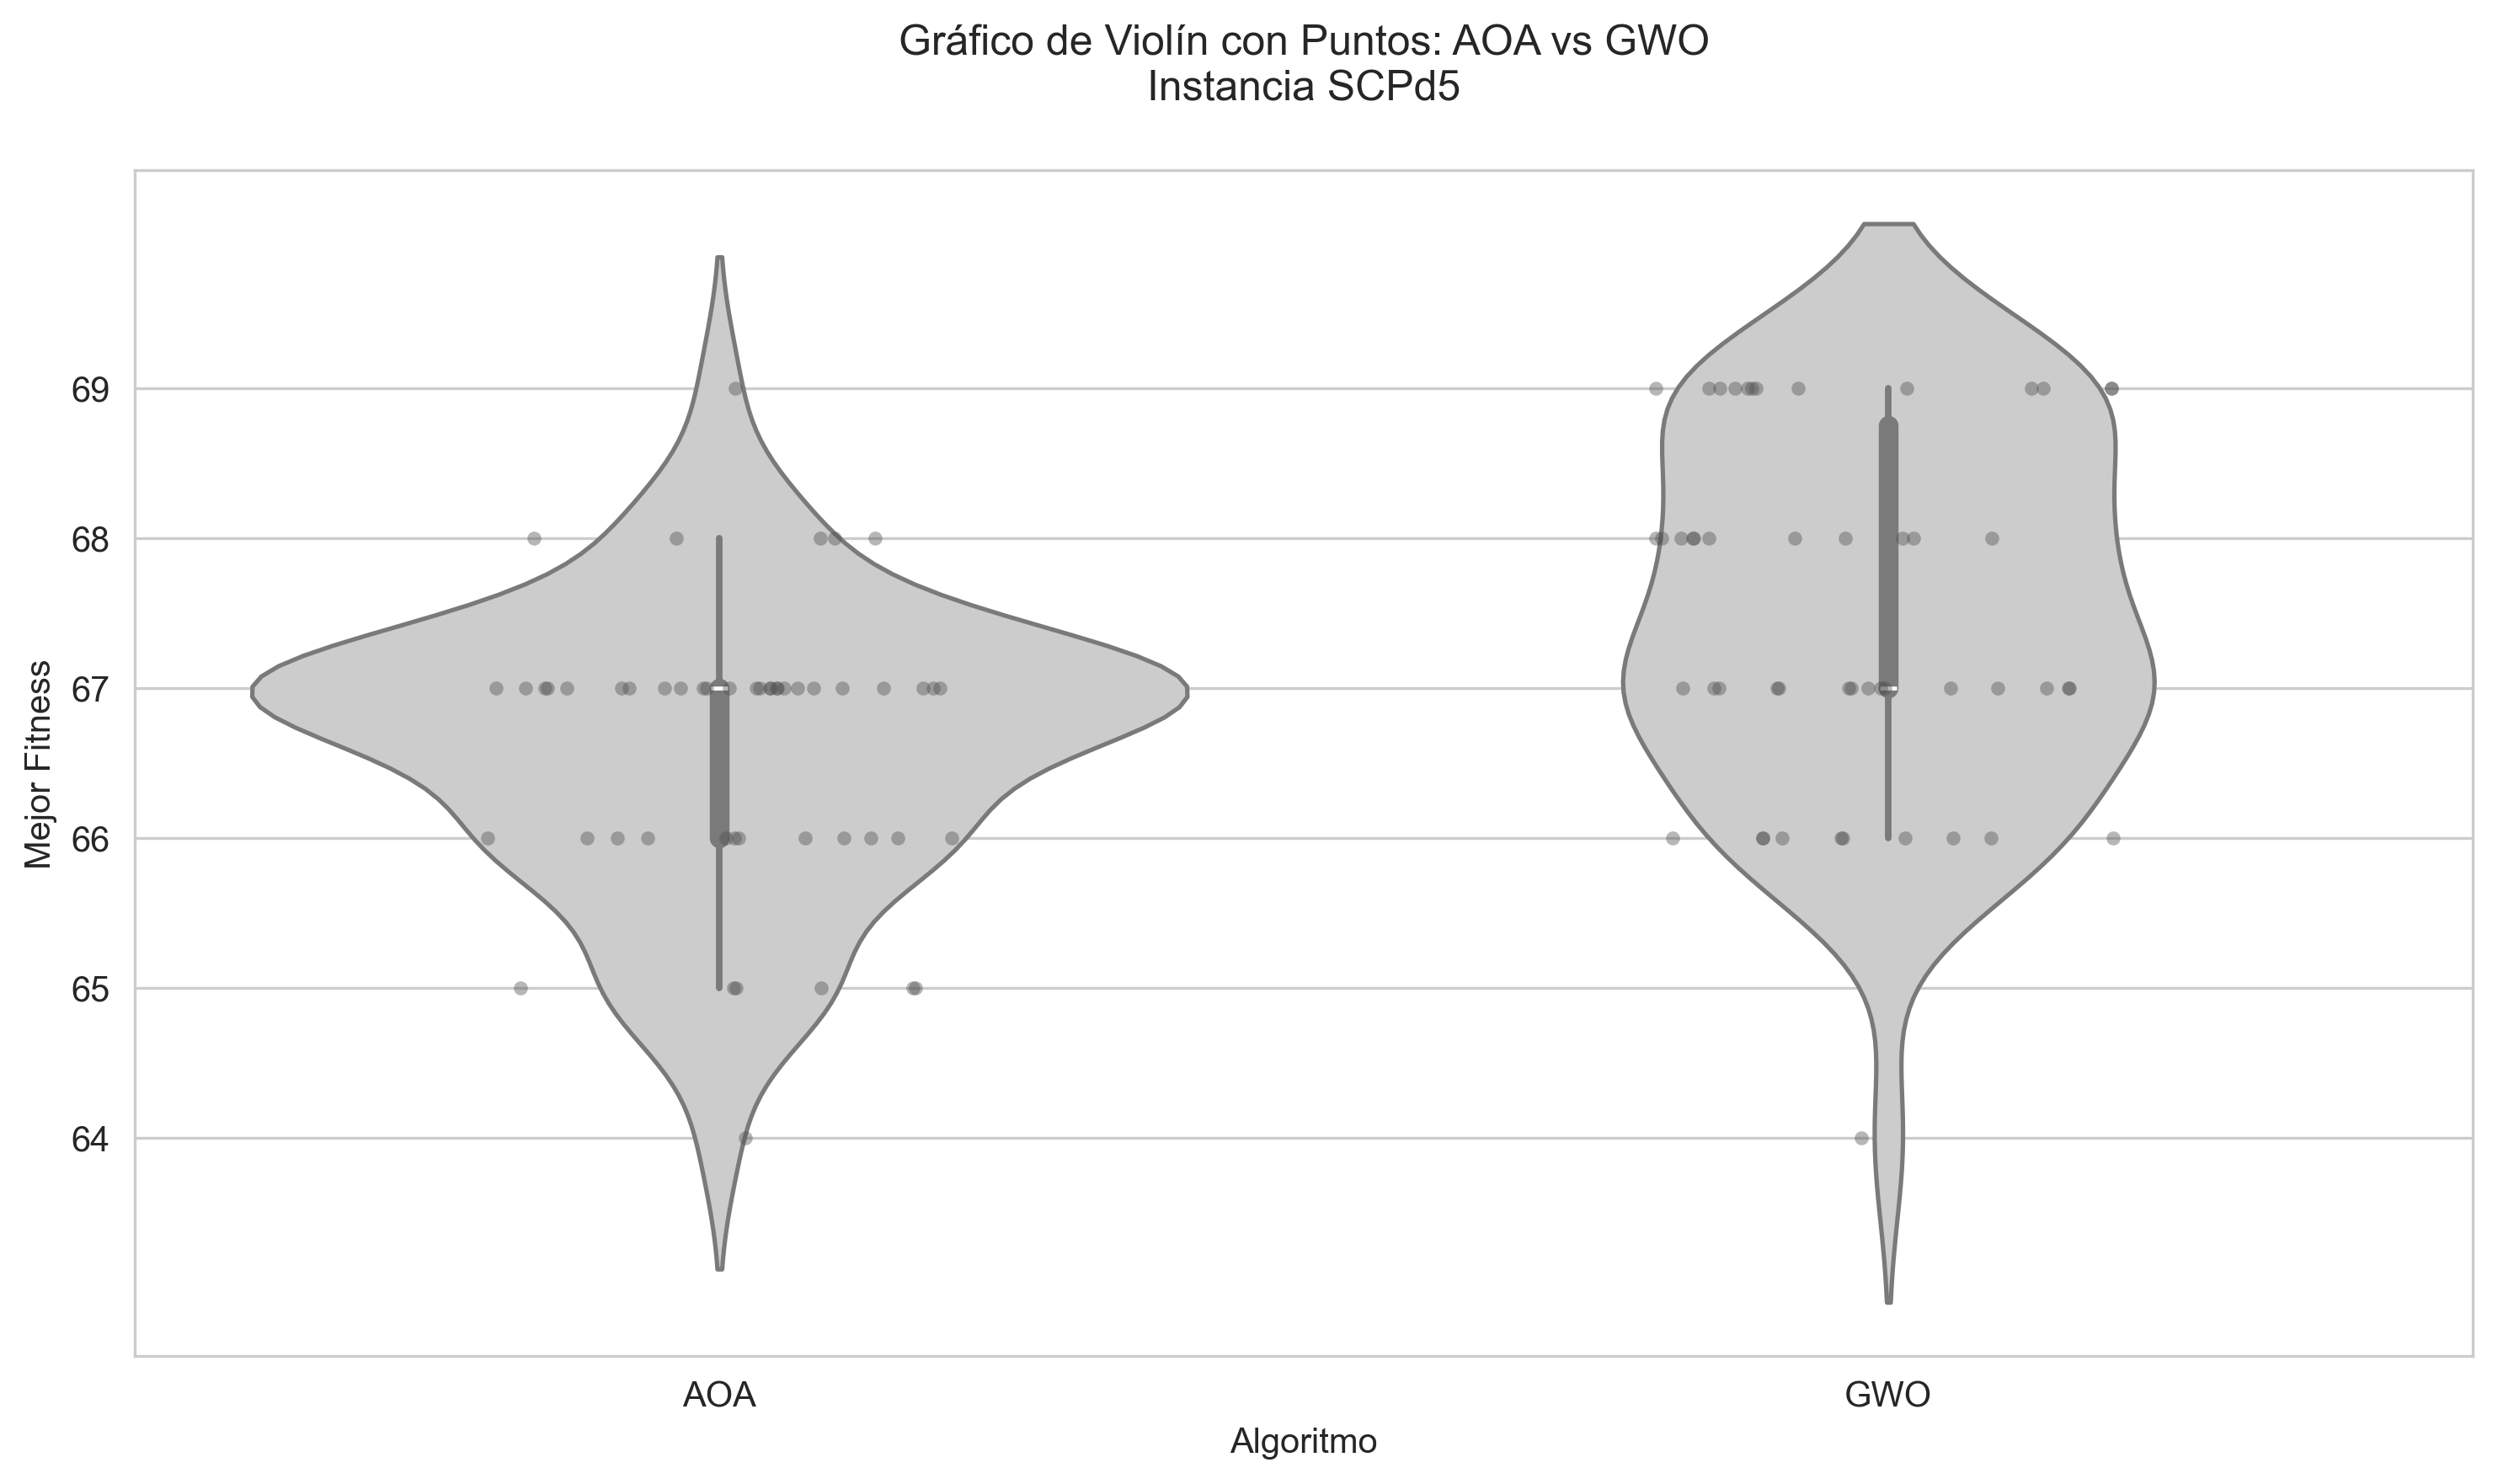 Gráfico de Violín con Puntos: AOA vs GWO
Instancia SCPd5
Mejor Fitness
69
68
67
66
65
64
AOA
GWO
Algoritmo